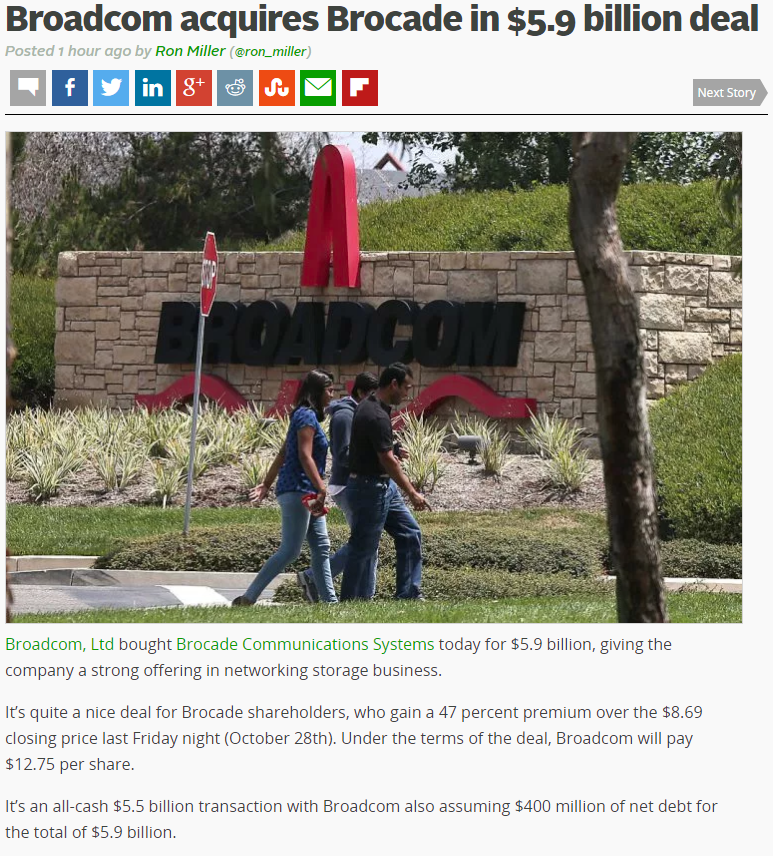 Broadcom acquires Brocade in $5.9 billion deal
Posted 1 hour ago by Ron Miller (@ron_miller)
f in g+
Next Story
STOP
BROADCOM
Broadcom, Ltd bought Brocade Communications Systems today for $5.9 billion, giving the
company a strong offering in networking storage business.
It’s quite a nice deal for Brocade shareholders, who gain a 47 percent premium over the $8.69
closing price last Friday night (October 28th). Under the terms of the deal, Broadcom will pay
$12.75 per share.
It’s an all-cash $5.5 billion transaction with Broadcom also assuming $400 million of net debt for
the total of $5.9 billion.